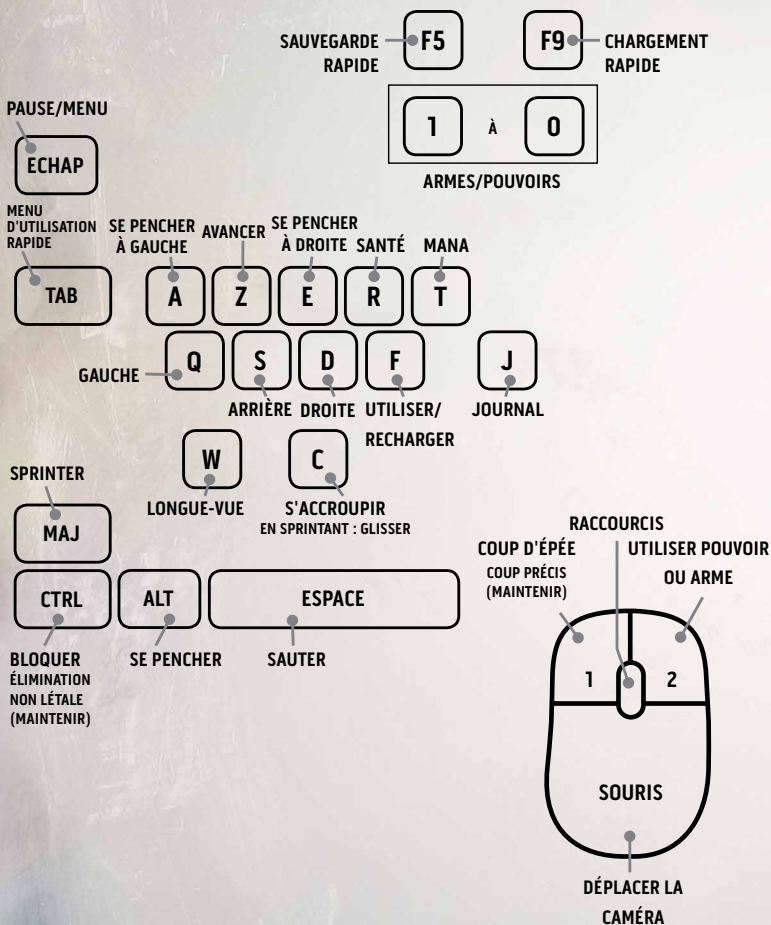 SAUVEGARDE
RAPIDE
F5
F9
CHARGEMENT
RAPIDE
1
À
0
ARMES/POUVOIRS
PAUSE/MENU
ECHAP
MENU
D'UTILISATION
RAPIDE
TAB
SE PENCHER
À GAUCHE
AVANCER
SE PENCHER
À DROITE
SANTÉ
MANA
A
Z
E
R
T
GAUCHE
Q
S
D
F
J
ARRIÈRE
DROITE
UTILISER/
RECHARGER
JOURNAL
W
C
LONGUE-VUE
S'ACCROUPIR
EN SPRINTANT : GLISSER
SPRINTER
MAJ
CTRL
ALT
ESPACE
BLOQUER
ÉLIMINATION
NON LÉTALE
(MAINTENIR)
SE PENCHER
SAUTER
RACCOURCIS
COUP D'ÉPÉE
COUP PRÉCIS
(MAINTENIR)
UTILISER POUVOIR
OU ARME
1
2
SOURIS
DÉPLACER LA
CAMÉRA